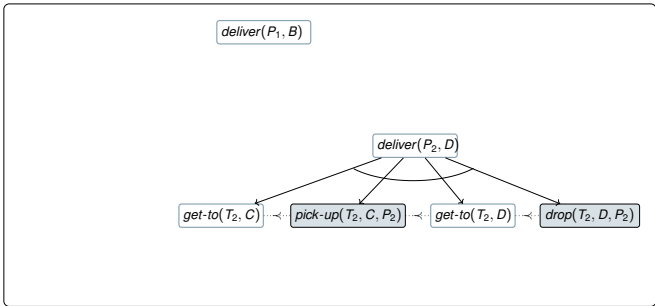 deliver(P₁, B)
deliver(P₂, D)
get-to(T₂, C) ≺ pick-up(T₂, C, P₂) ≺ get-to(T₂, D) ≺ drop(T₂, D, P₂)